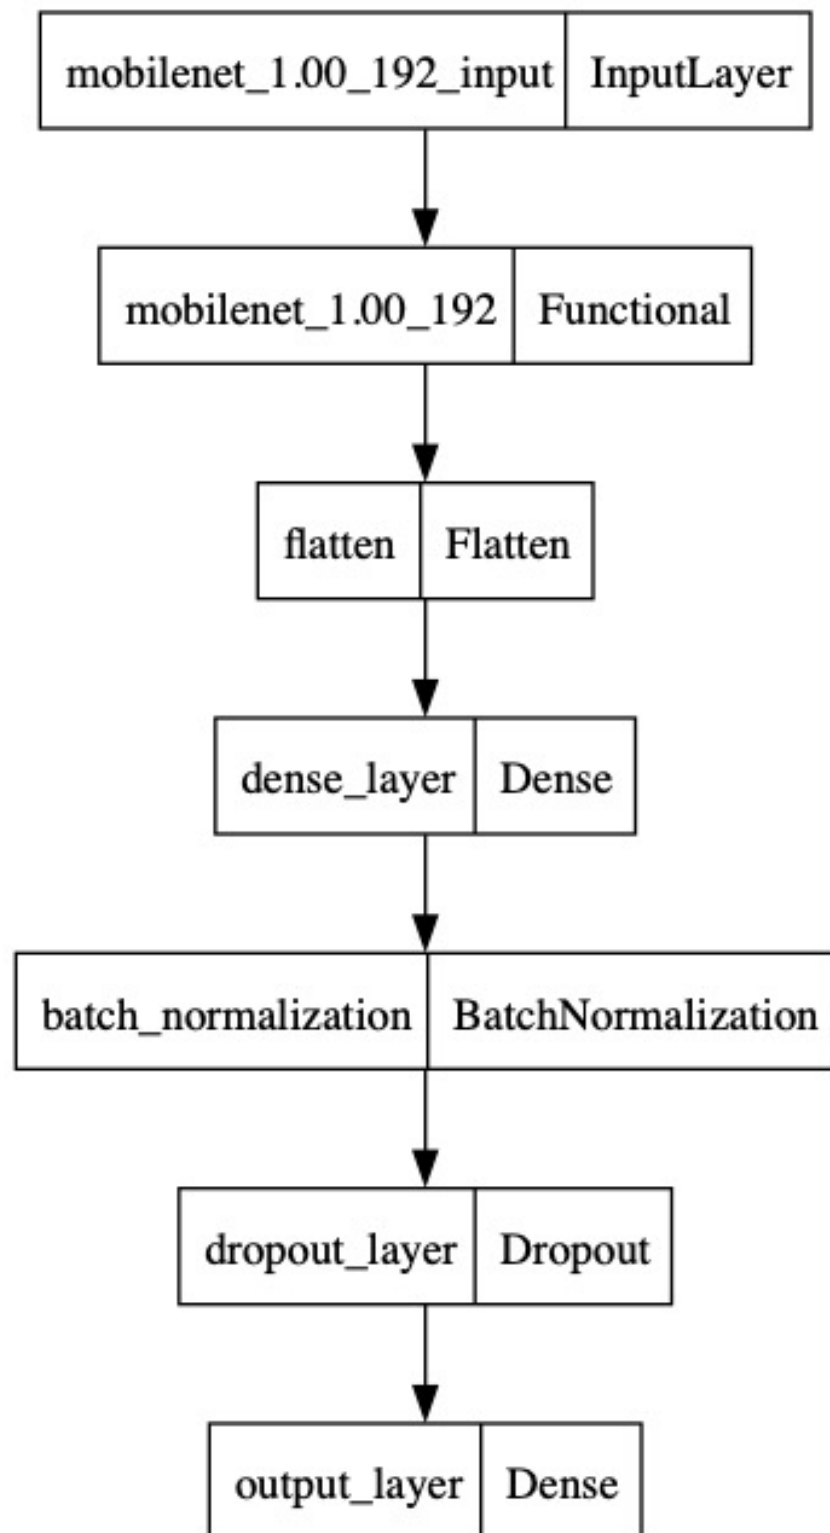 mobilenet_1.00_192_input InputLayer
mobilenet_1.00_192 Functional
flatten Flatten
dense_layer Dense
batch_normalization BatchNormalization
dropout_layer Dropout
output_layer Dense